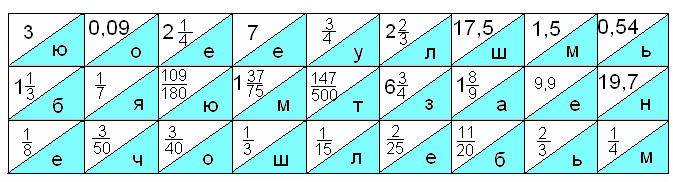 3 ю 0,09 о 2 1/4 е 7 е 3/4 у 2 2/3 л 17,5 ш 1,5 м 0,54 ь
1 1/3 б 1/7 я 109/180 ю 1 37/75 м 147/500 т 6 3/4 з 1 8/9 а 9,9 е 19,7 н
1/8 е 3/50 ч 3/40 о 1/3 ш 1/15 л 2/25 е 11/20 б 2/3 ь 1/4 м